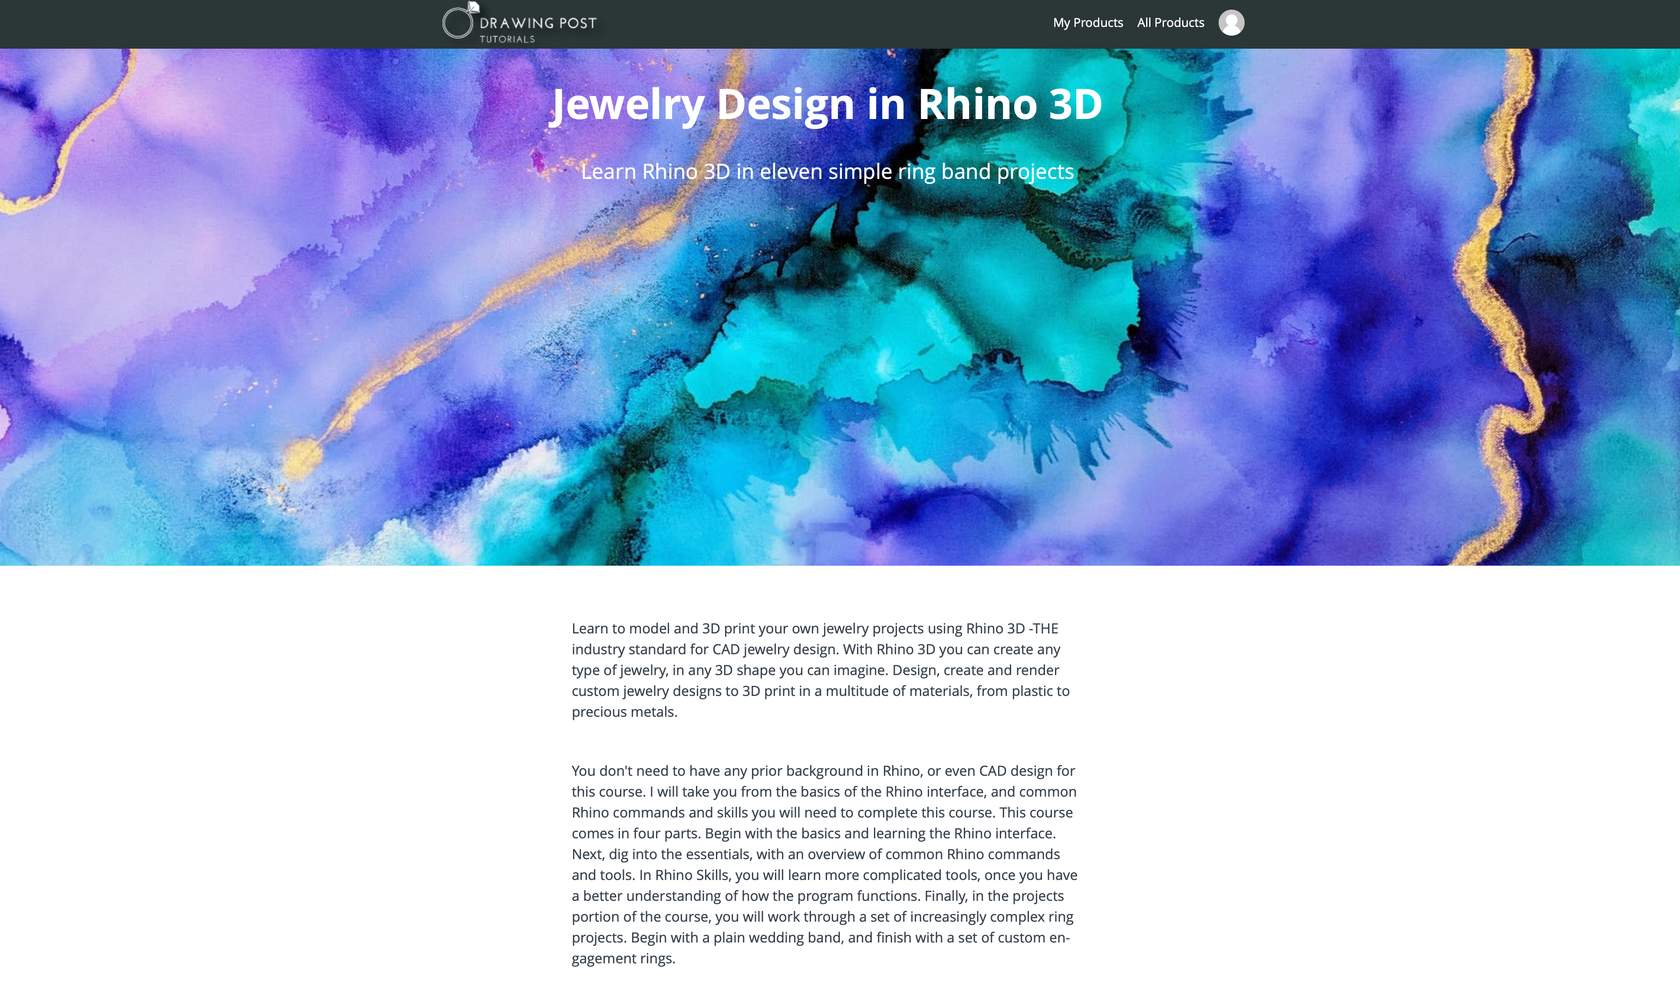 DRAWING POST
TUTORIALS
My Products
All Products
Jewelry Design in Rhino 3D
Learn Rhino 3D in eleven simple ring band projects
Learn to model and 3D print your own jewelry projects using Rhino 3D -THE
industry standard for CAD jewelry design. With Rhino 3D you can create any
type of jewelry, in any 3D shape you can imagine. Design, create and render
custom jewelry designs to 3D print in a multitude of materials, from plastic to
precious metals.
You don't need to have any prior background in Rhino, or even CAD design for
this course. I will take you from the basics of the Rhino interface, and common
Rhino commands and skills you will need to complete this course. This course
comes in four parts. Begin with the basics and learning the Rhino interface.
Next, dig into the essentials, with an overview of common Rhino commands
and tools. In Rhino Skills, you will learn more complicated tools, once you have
a better understanding of how the program functions. Finally, in the projects
portion of the course, you will work through a set of increasingly complex ring
projects. Begin with a plain wedding band, and finish with a set of custom en-
gagement rings.